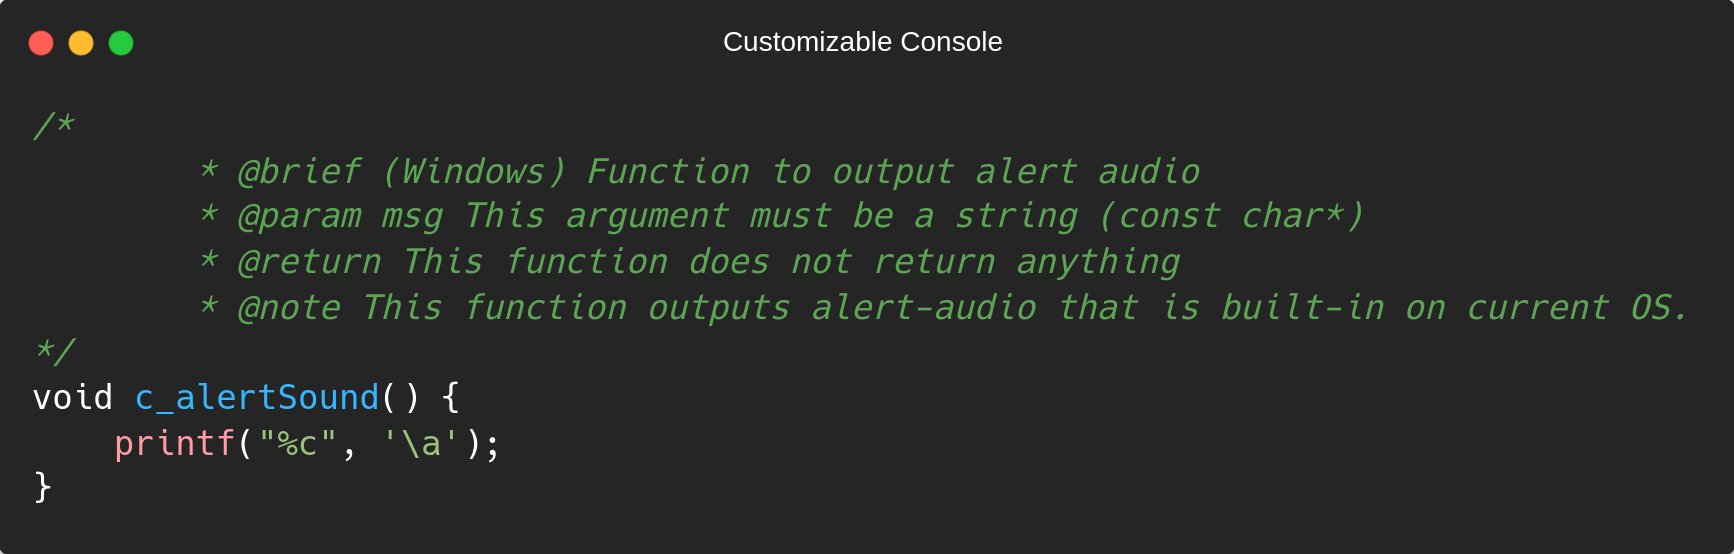 Customizable Console
/*
        * @brief (Windows) Function to output alert audio
        * @param msg This argument must be a string (const char*)
        * @return This function does not return anything
        * @note This function outputs alert-audio that is built-in on current OS.
*/
void c_alertSound() {
    printf("%c", '\a');
}